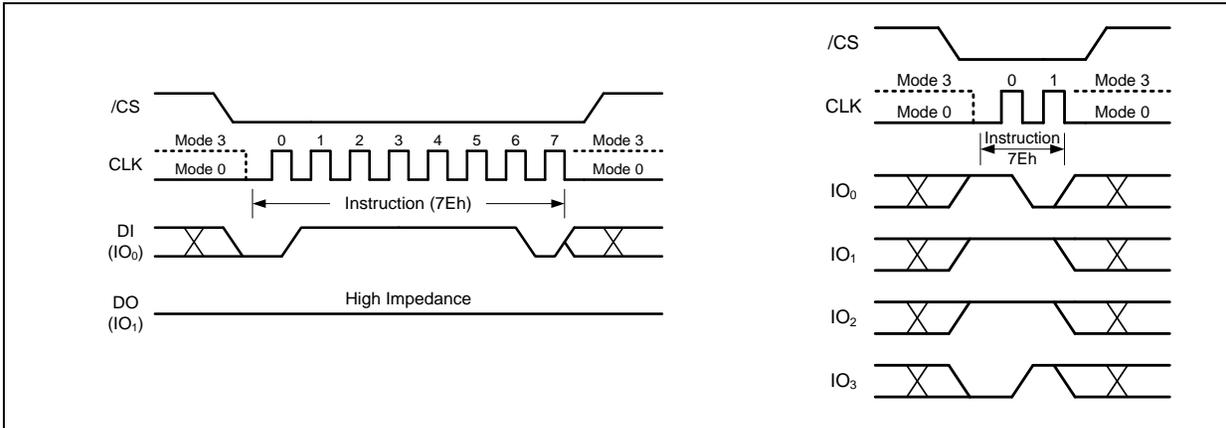 /CS
Mode 3 0 1 2 3 4 5 6 7 Mode 3
CLK
Mode 0 Mode 0
Instruction (7Eh)
DI
(IO₀)
High Impedance
DO
(IO₁)
/CS
Mode 3 0 1 Mode 3
CLK
Mode 0 Mode 0
Instruction
7Eh
IO₀
IO₁
IO₂
IO₃